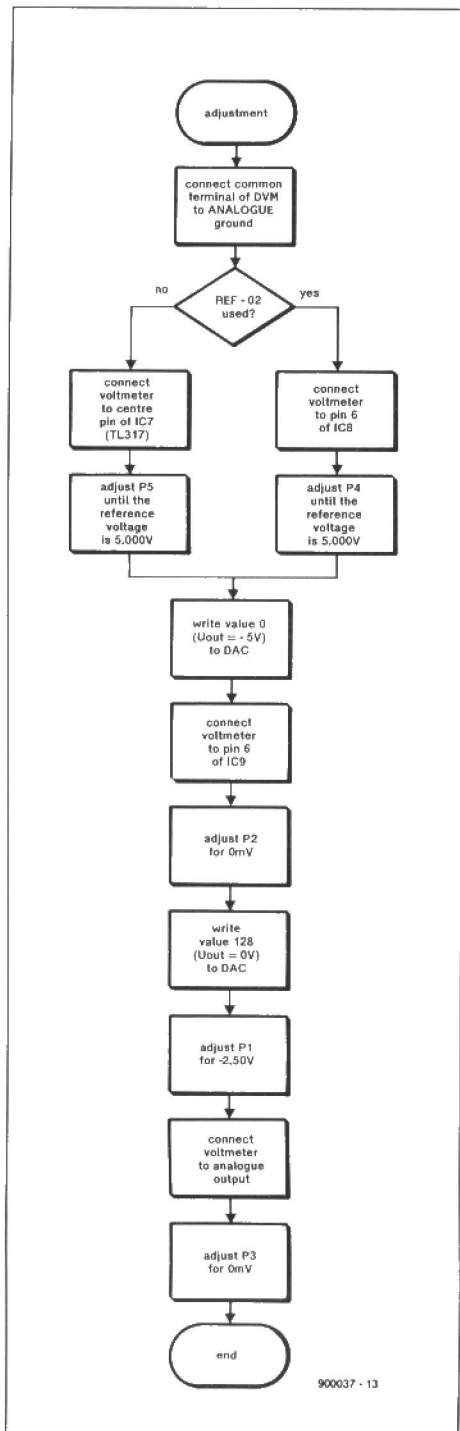 adjustment
connect common
terminal of DVM
to ANALOGUE
ground
REF - 02
used?
no
yes
connect
voltmeter
to centre
pin of IC7
(TL317)
connect
voltmeter
to pin 6
of IC8
adjust P5
until the
reference
voltage
is 5.000V
adjust P4
until the
reference
voltage
is 5.000V
write value 0
(Uout = - 5V)
to DAC
connect
voltmeter
to pin 6
of IC9
adjust P2
for 0mV
write
value 128
(Uout = 0V)
to DAC
adjust P1
for -2.50V
connect
voltmeter
to analogue
output
adjust P3
for 0mV
end
900037 - 13